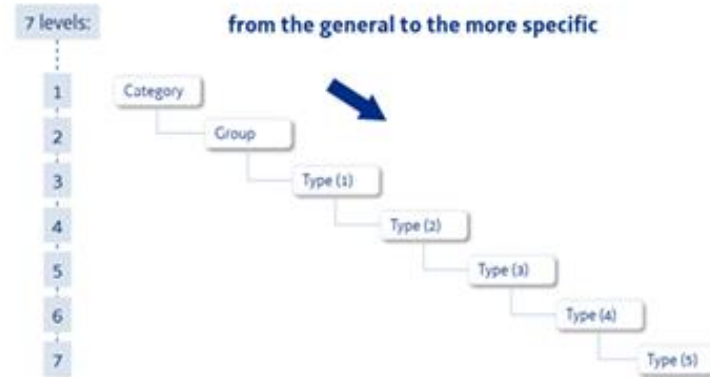 7 levels:
from the general to the more specific
1
Category
2
Group
3
Type (1)
4
Type (2)
5
Type (3)
6
Type (4)
7
Type (5)